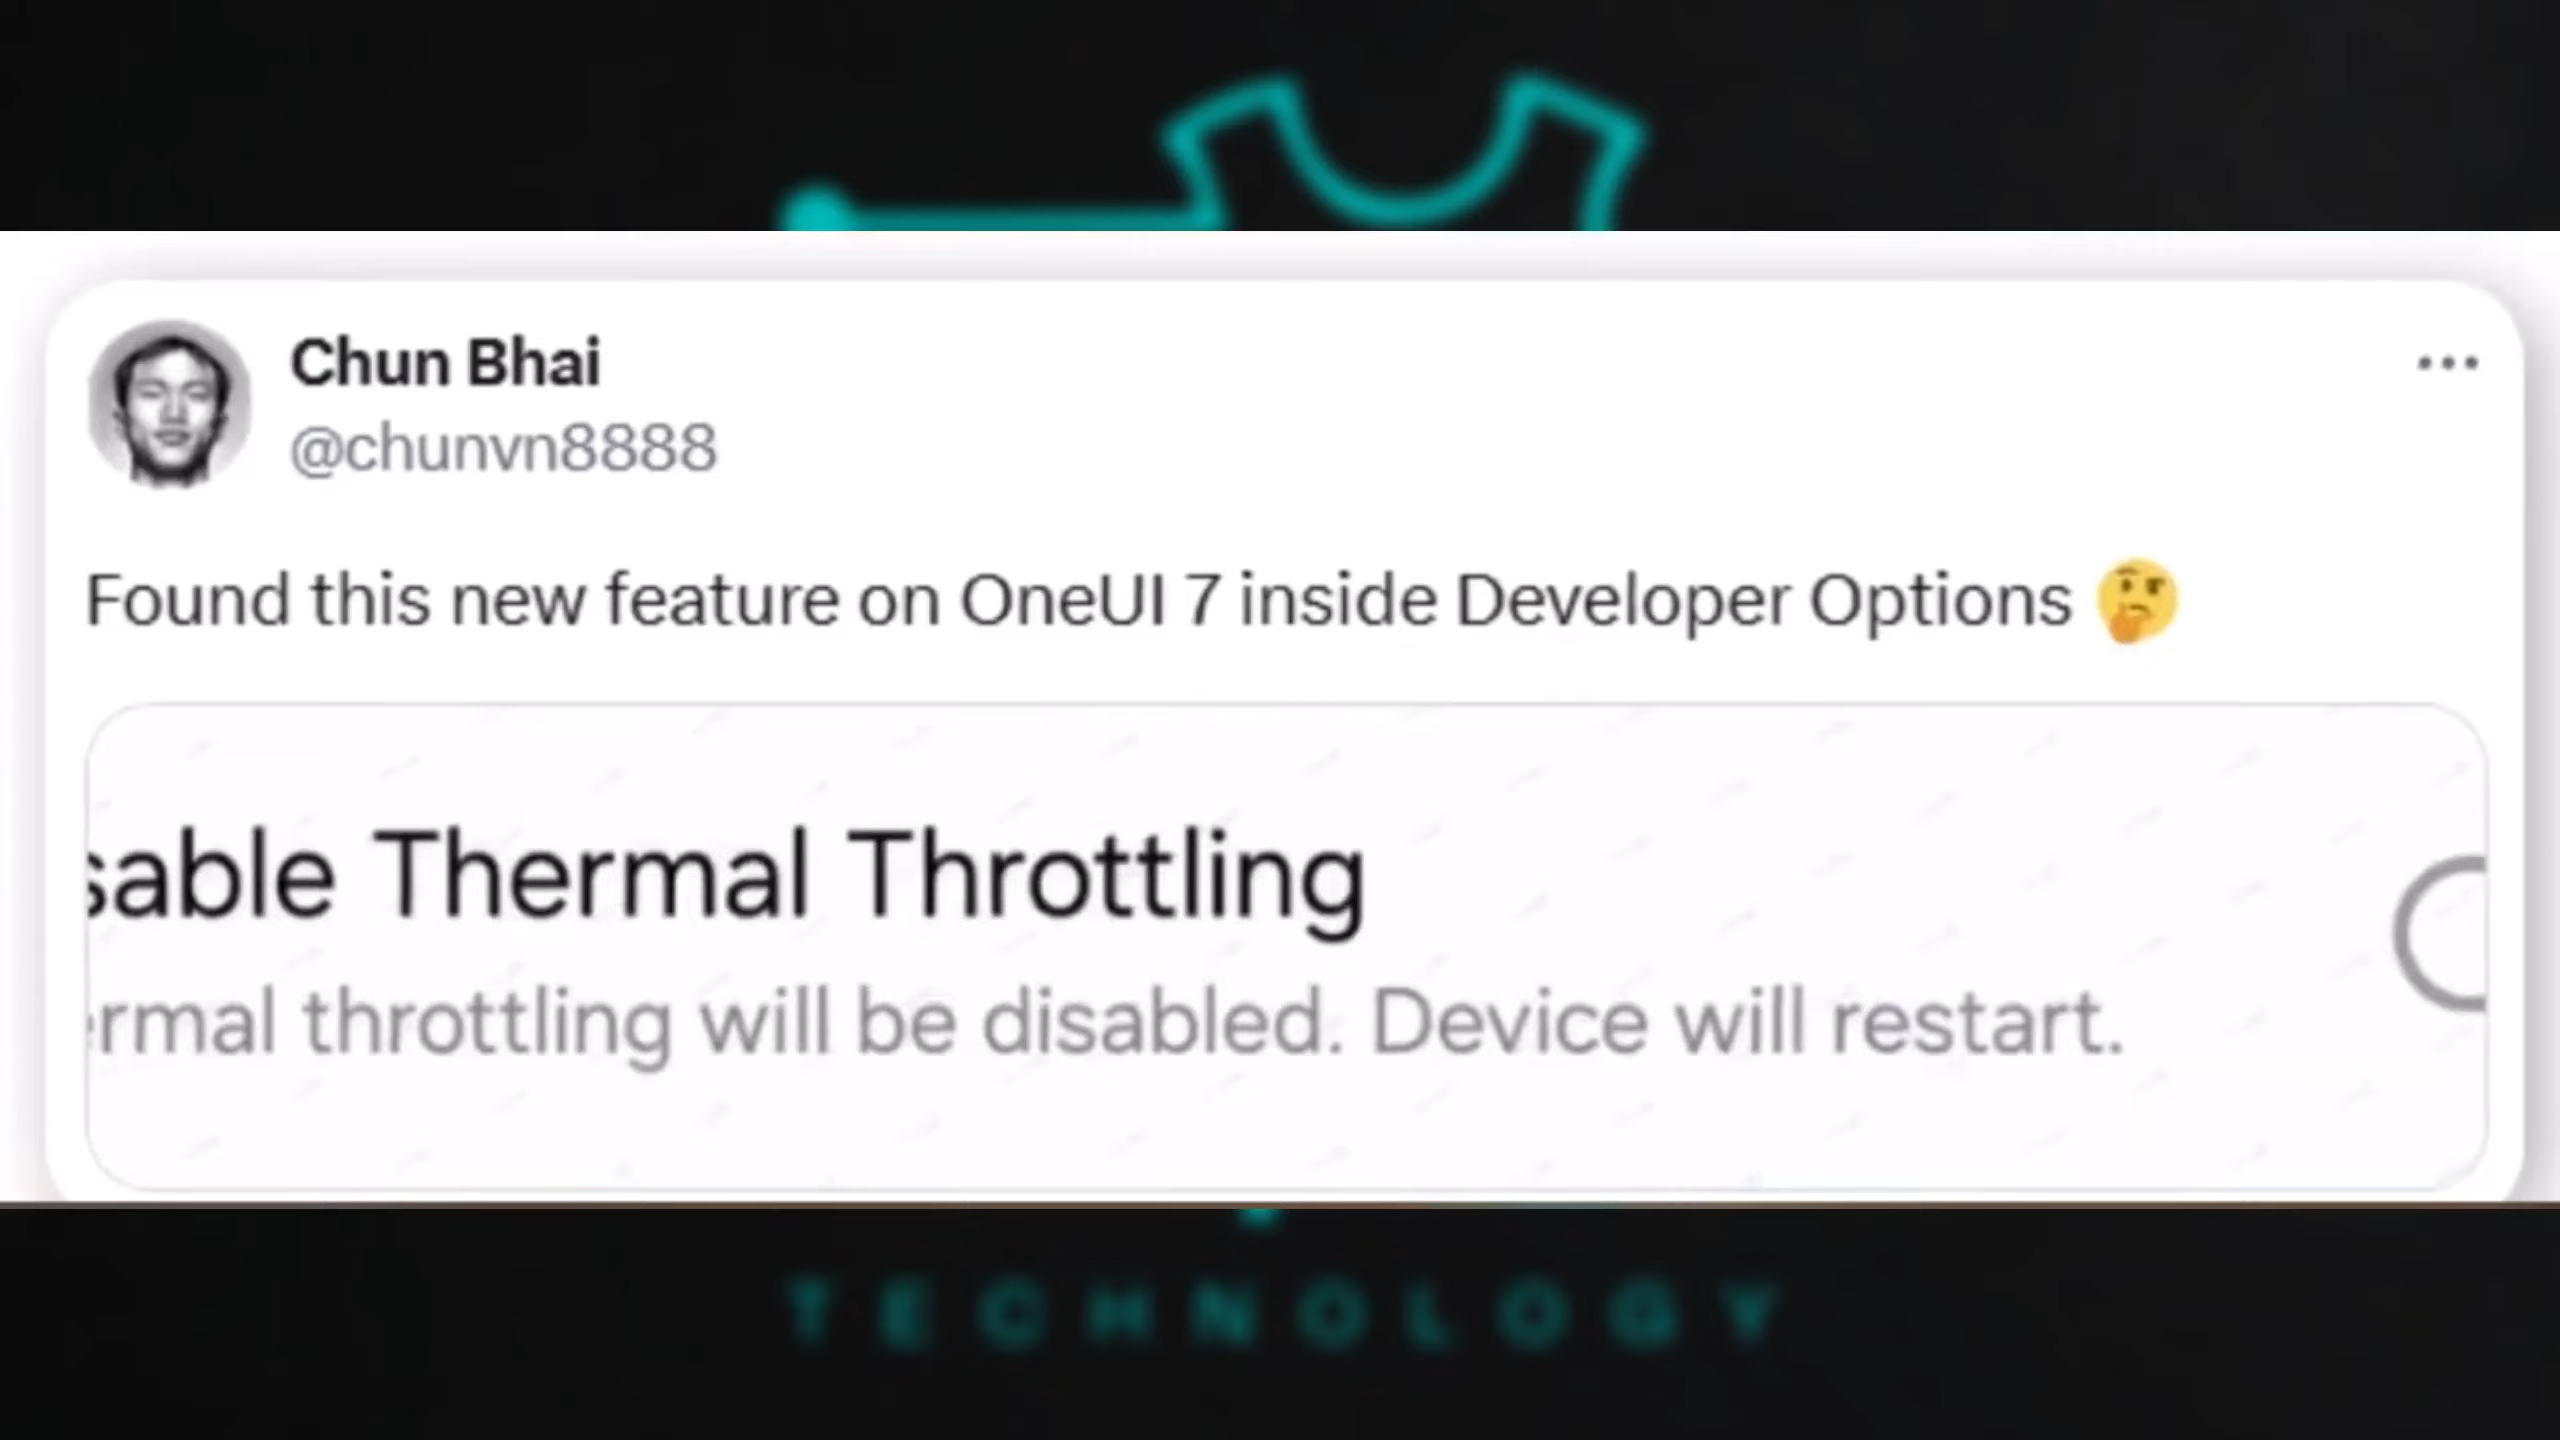 Chun Bhai
@chunvn8888
Found this new feature on OneUI 7 inside Developer Options 🤔
sable Thermal Throttling
ermal throttling will be disabled. Device will restart.
TECHNOLOGY